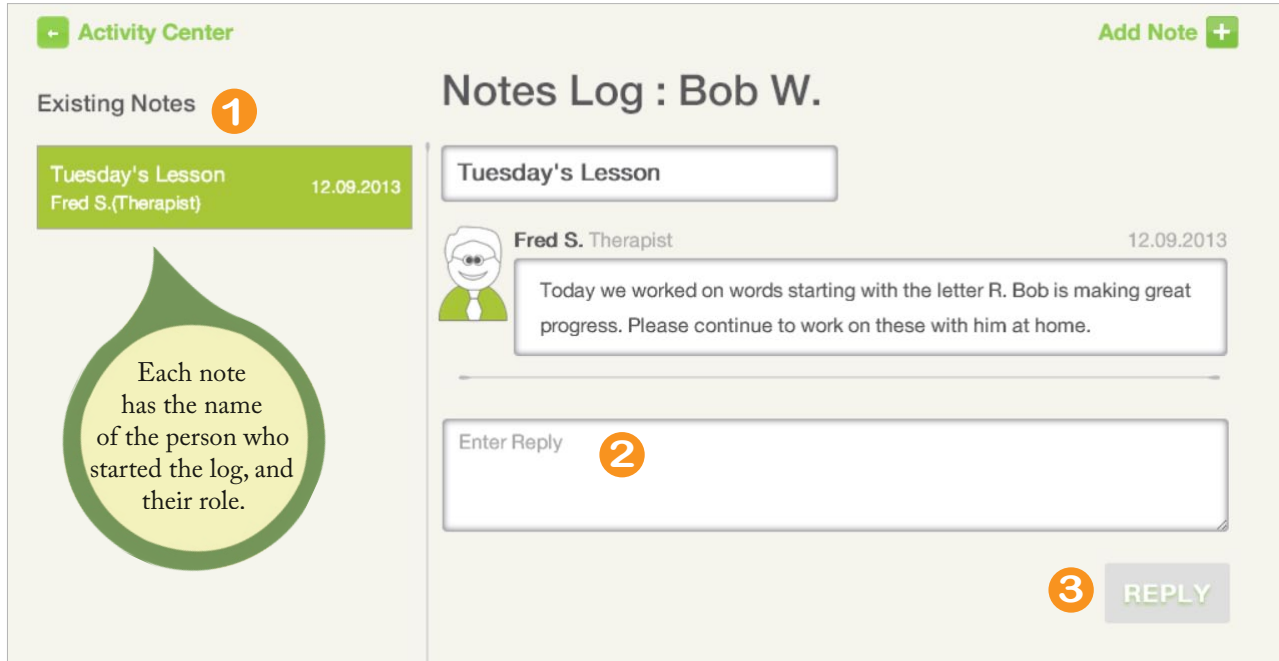 Activity Center
Add Note
Existing Notes 1
Notes Log : Bob W.
Tuesday's Lesson
Fred S.(Therapist)
12.09.2013
Each note
has the name
of the person who
started the log, and
their role.
Tuesday's Lesson
Fred S. Therapist
12.09.2013
Today we worked on words starting with the letter R. Bob is making great
progress. Please continue to work on these with him at home.
Enter Reply 2
3 REPLY